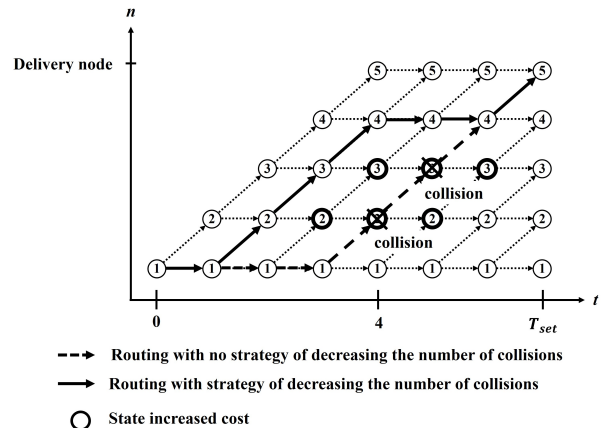 n
Delivery node 5 5 5 5
4 4 4 4 4
3 3 3 3 3
collision
2 2 2 2 2 2
collision
1 1 1 1 1 1 1 1
t
0 4 T_set
Routing with no strategy of decreasing the number of collisions
Routing with strategy of decreasing the number of collisions
State increased cost